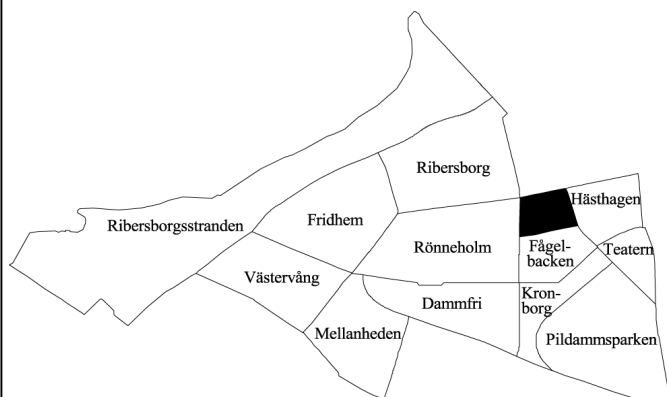 Ribersborg
Hästhagen
Ribersborgsstranden
Fridhem
Rönneholm
Fågel-
backen
Teatern
Västervång
Dammfri
Kron-
borg
Mellanheden
Pildammsparken